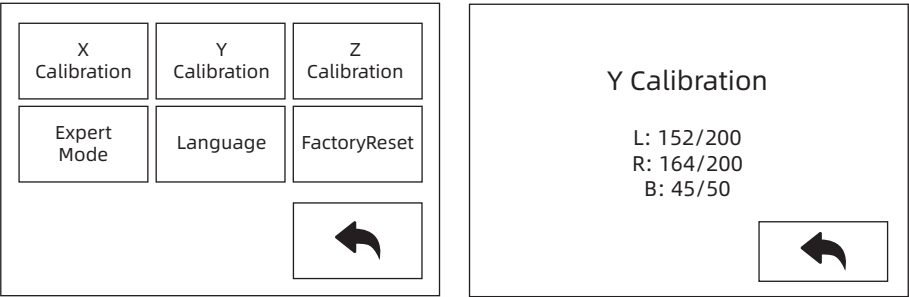 X
Calibration
Y
Calibration
Z
Calibration
Expert
Mode
Language
FactoryReset
Y Calibration
L: 152/200
R: 164/200
B: 45/50